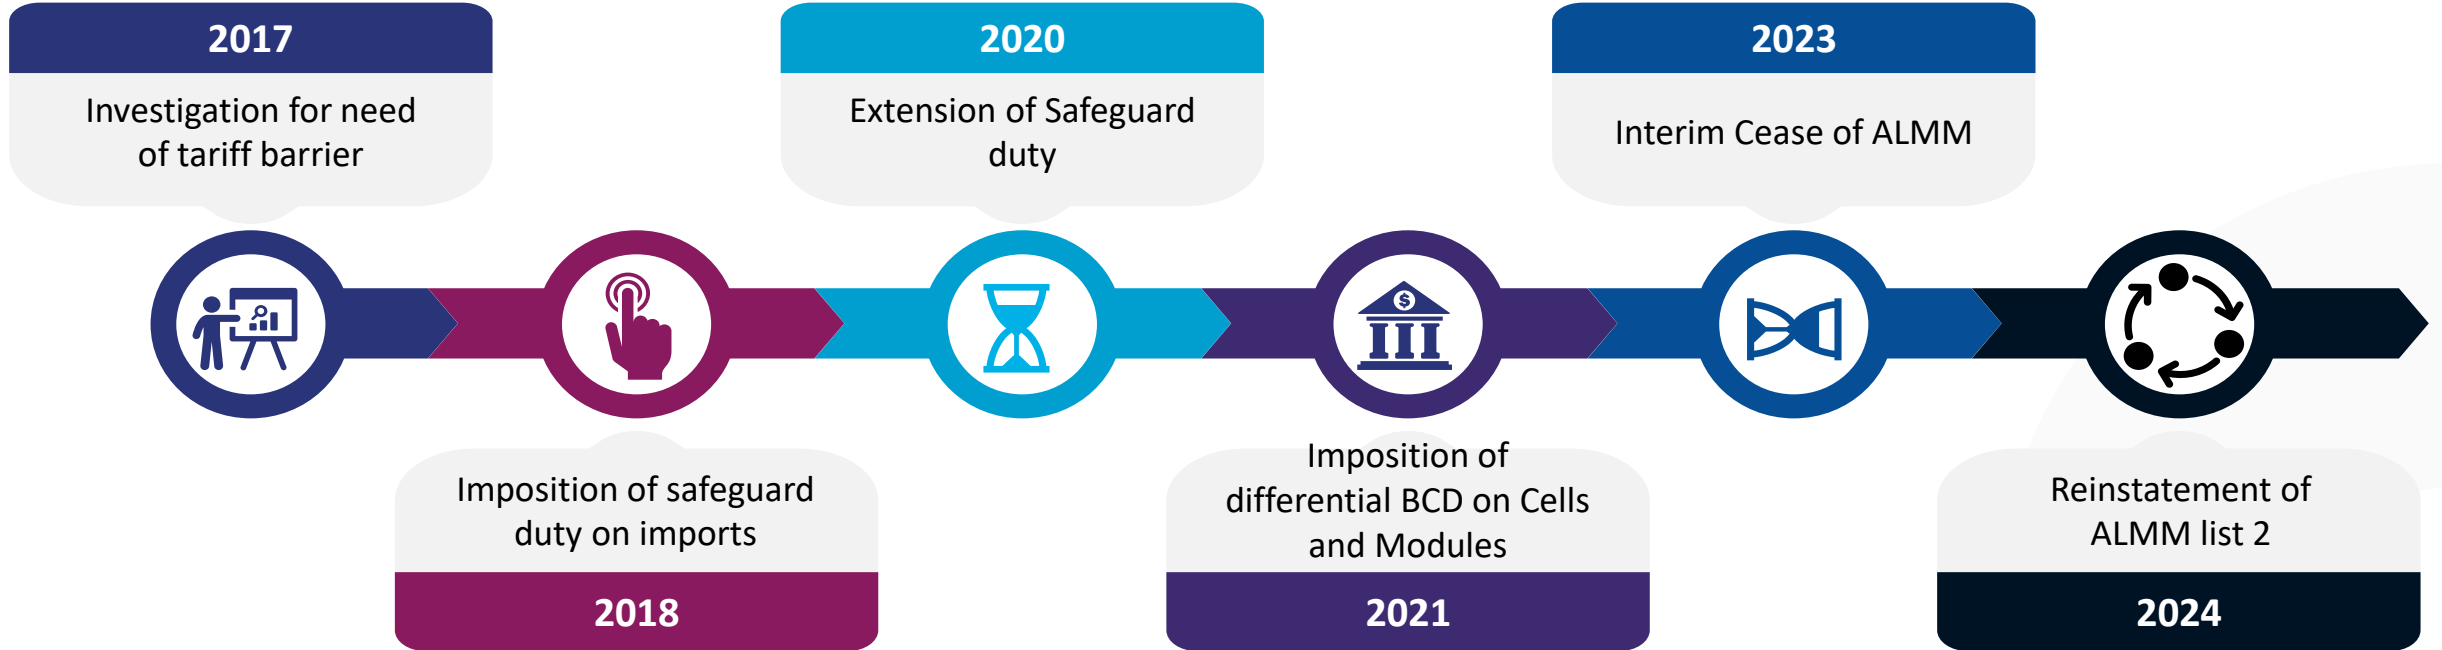 2017
Investigation for need
of tariff barrier
Imposition of safeguard
duty on imports
2018
2020
Extension of Safeguard
duty
$
Imposition of
differential BCD on Cells
and Modules
2021
2023
Interim Cease of ALMM
Reinstatement of
ALMM list 2
2024